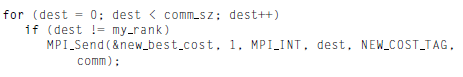 for (dest = 0; dest < comm_sz; dest++)
if (dest != my_rank)
MPI_Send(&new_best_cost, 1, MPI_INT, dest, NEW_COST_TAG,
comm);